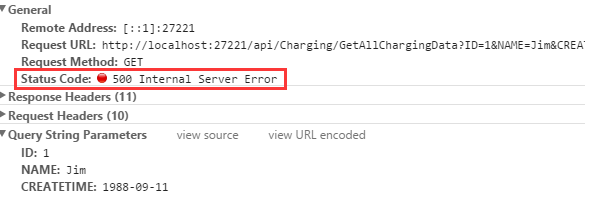 General
Remote Address: [::1]:27221
Request URL: http://localhost:27221/api/Charging/GetAllChargingData?ID=1&NAME=Jim&CREAT
Request Method: GET
Status Code: 500 Internal Server Error
Response Headers (11)
Request Headers (10)
Query String Parameters view source view URL encoded
ID: 1
NAME: Jim
CREATETIME: 1988-09-11